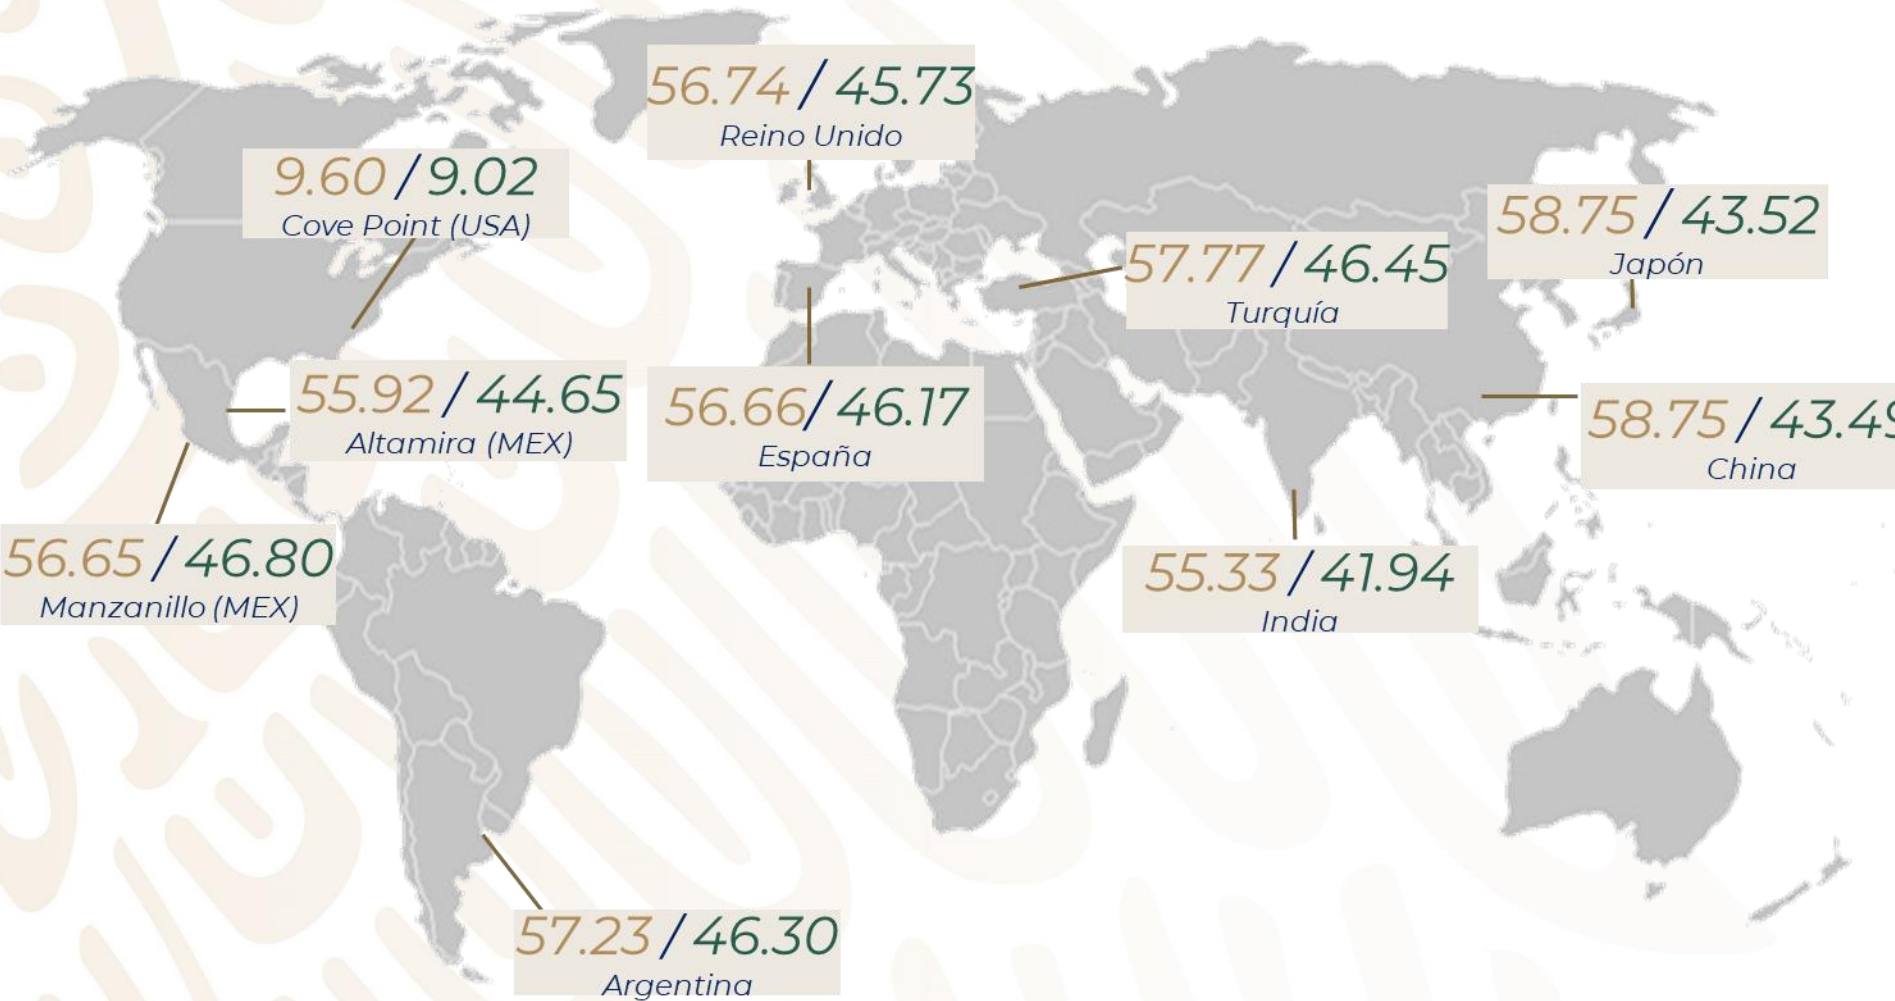 56.74 / 45.73
Reino Unido
9.60 / 9.02
Cove Point (USA)
58.75 / 43.52
Japón
57.77 / 46.45
Turquía
55.92 / 44.65
Altamira (MEX)
56.66 / 46.17
España
58.75 / 43.49
China
56.65 / 46.80
Manzanillo (MEX)
55.33 / 41.94
India
57.23 / 46.30
Argentina